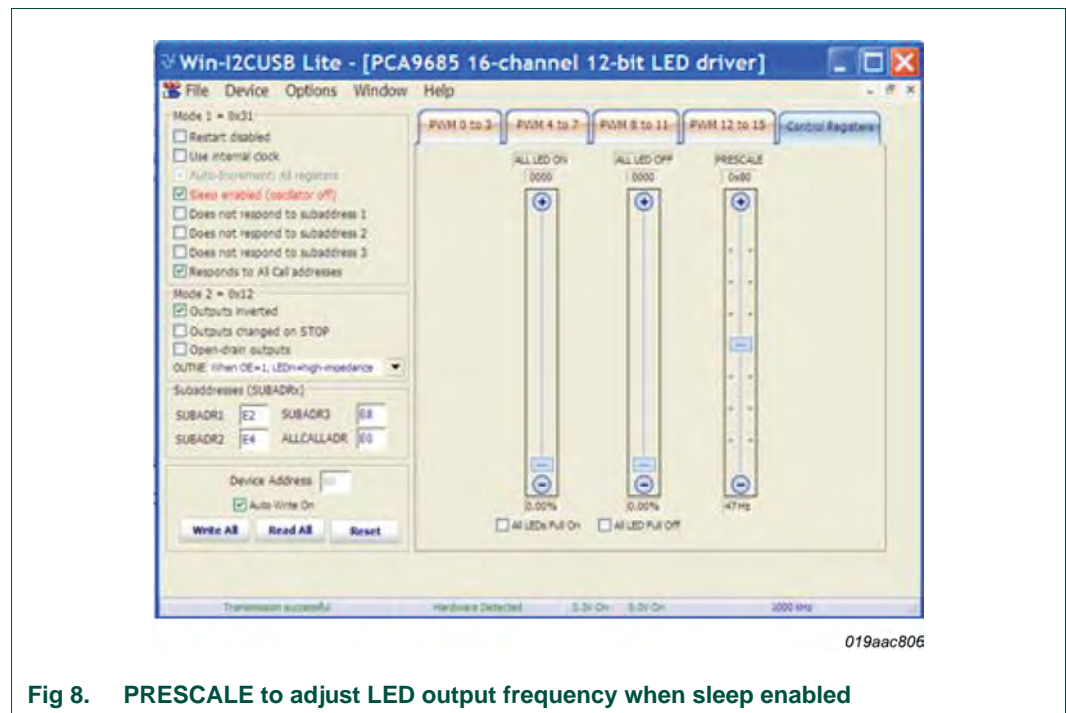 Win-I2CUSB Lite - [PCA9685 16-channel 12-bit LED driver]
File Device Options Window Help
Mode 1 = 0x31
Restart disabled
Use internal clock
Auto-Increment: All registers
Sleep enabled (oscillator off)
Does not respond to subaddress 1
Does not respond to subaddress 2
Does not respond to subaddress 3
Responds to All Call addresses
Mode 2 = 0x12
Outputs inverted
Outputs changed on STOP
Open-drain outputs
OUTNE: When OE=1, LEDn=high-impedance
Subaddresses (SUBADRx)
SUBADR1 E2 SUBADR3 E8
SUBADR2 E4 ALLCALLADR E0
Device Address
Auto Write On
Write All Read All Reset
PWM 0 to 3 PWM 4 to 7 PWM 8 to 11 PWM 12 to 15 Control Registers
ALL LED ON ALL LED OFF PRESCALE
0000 0000 0x80
0.00% 0.00% 47 Hz
All LEDs Full On All LED Full Off
Transmission successful Hardware Detected 3.3V On 5.0V On 1000 kHz
019aac806
Fig 8. PRESCALE to adjust LED output frequency when sleep enabled